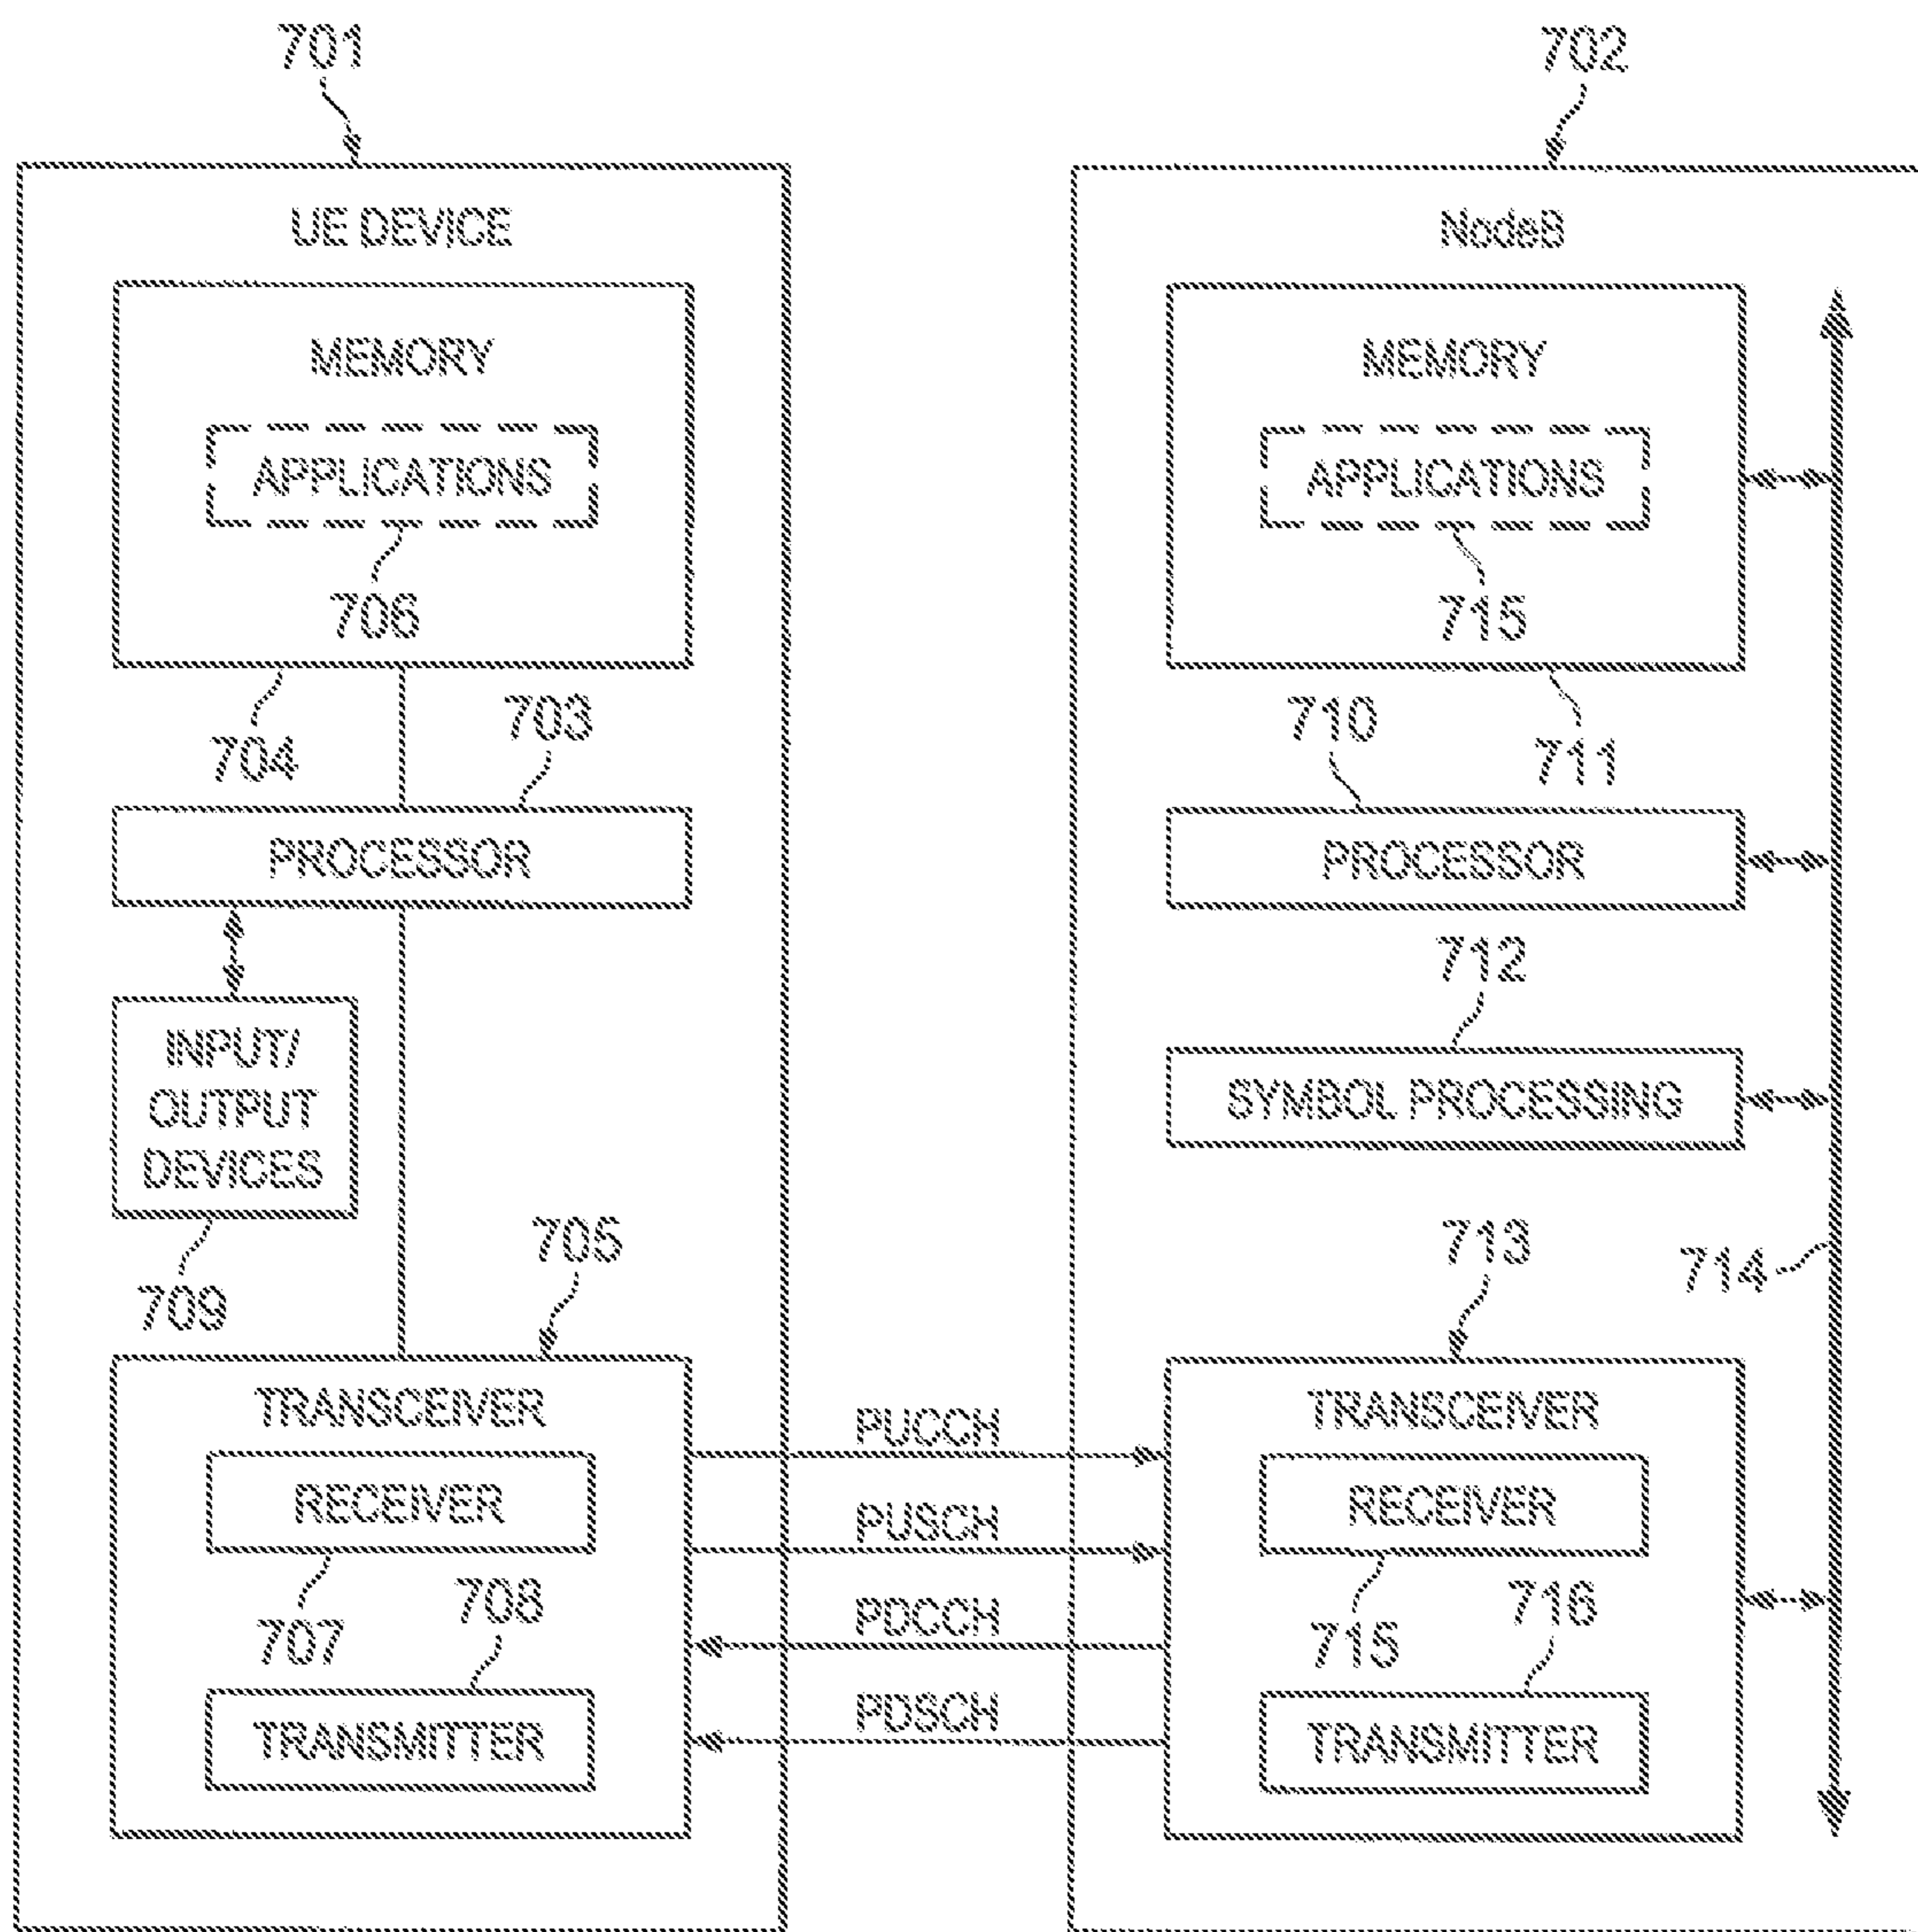 701
702
UE DEVICE
NodeB
MEMORY
MEMORY
APPLICATIONS
APPLICATIONS
706
715
704
703
710
711
PROCESSOR
PROCESSOR
712
INPUT/
OUTPUT
DEVICES
SYMBOL PROCESSING
709
705
713
714
TRANSCEIVER
PUCCH
TRANSCEIVER
RECEIVER
PUSCH
RECEIVER
707
708
PDCCH
715
716
TRANSMITTER
PDSCH
TRANSMITTER